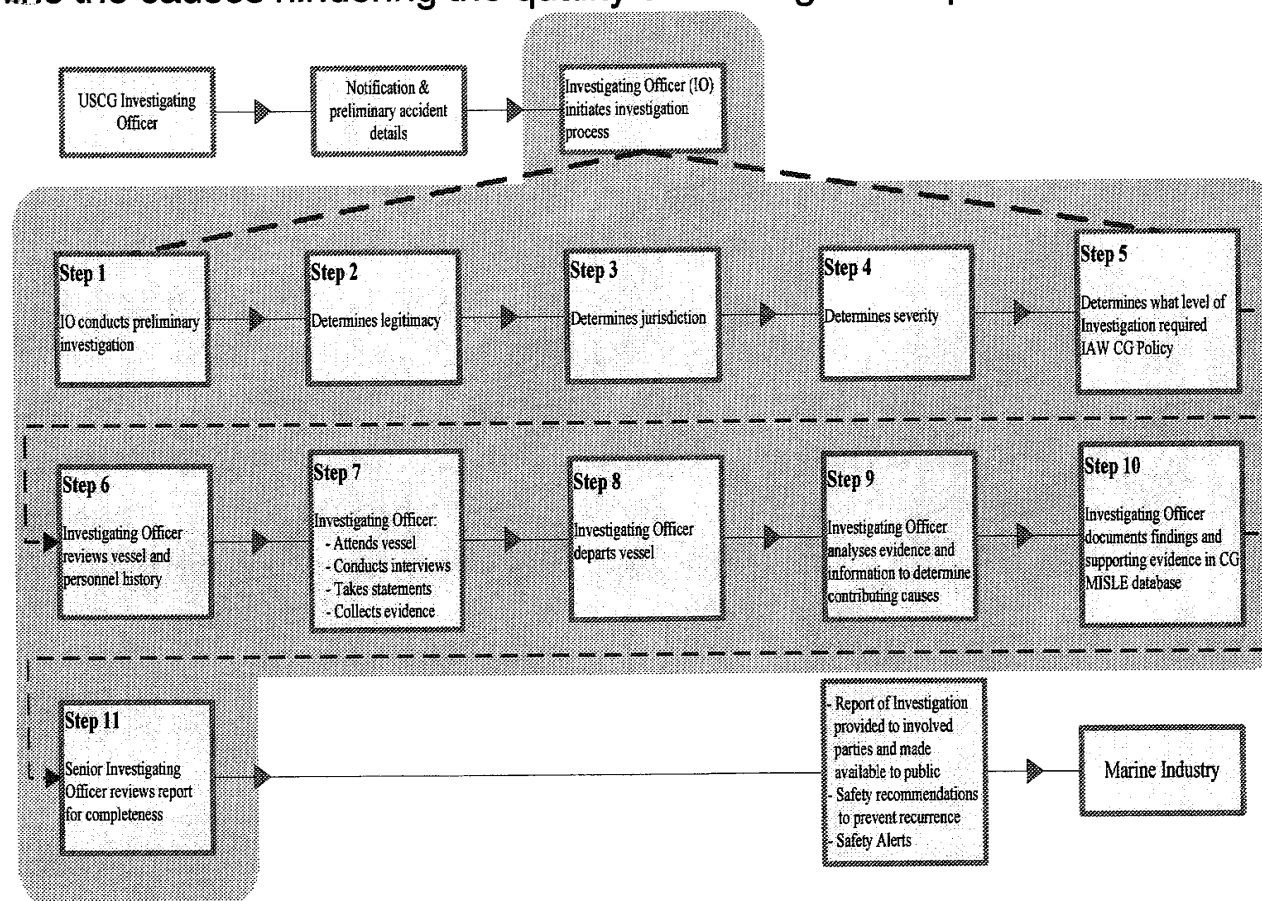 the causes hindering the quality
USCG Investigating
Officer
Notification &
preliminary accident
details
Investigating Officer (IO)
initiates investigation
process
Step 1
IO conducts preliminary
investigation
Step 2
Determines legitimacy
Step 3
Determines jurisdiction
Step 4
Determines severity
Step 5
Determines what level of
Investigation required
IAW CG Policy
Step 6
Investigating Officer
reviews vessel and
personnel history
Step 7
Investigating Officer:
- Attends vessel
- Conducts interviews
- Takes statements
- Collects evidence
Step 8
Investigating Officer
departs vessel
Step 9
Investigating Officer
analyses evidence and
information to determine
contributing causes
Step 10
Investigating Officer
documents findings and
supporting evidence in CG
MISLE database
Step 11
Senior Investigating
Officer reviews report
for completeness
- Report of Investigation
provided to involved
parties and made
available to public
- Safety recommendations
to prevent recurrence
- Safety Alerts
Marine Industry